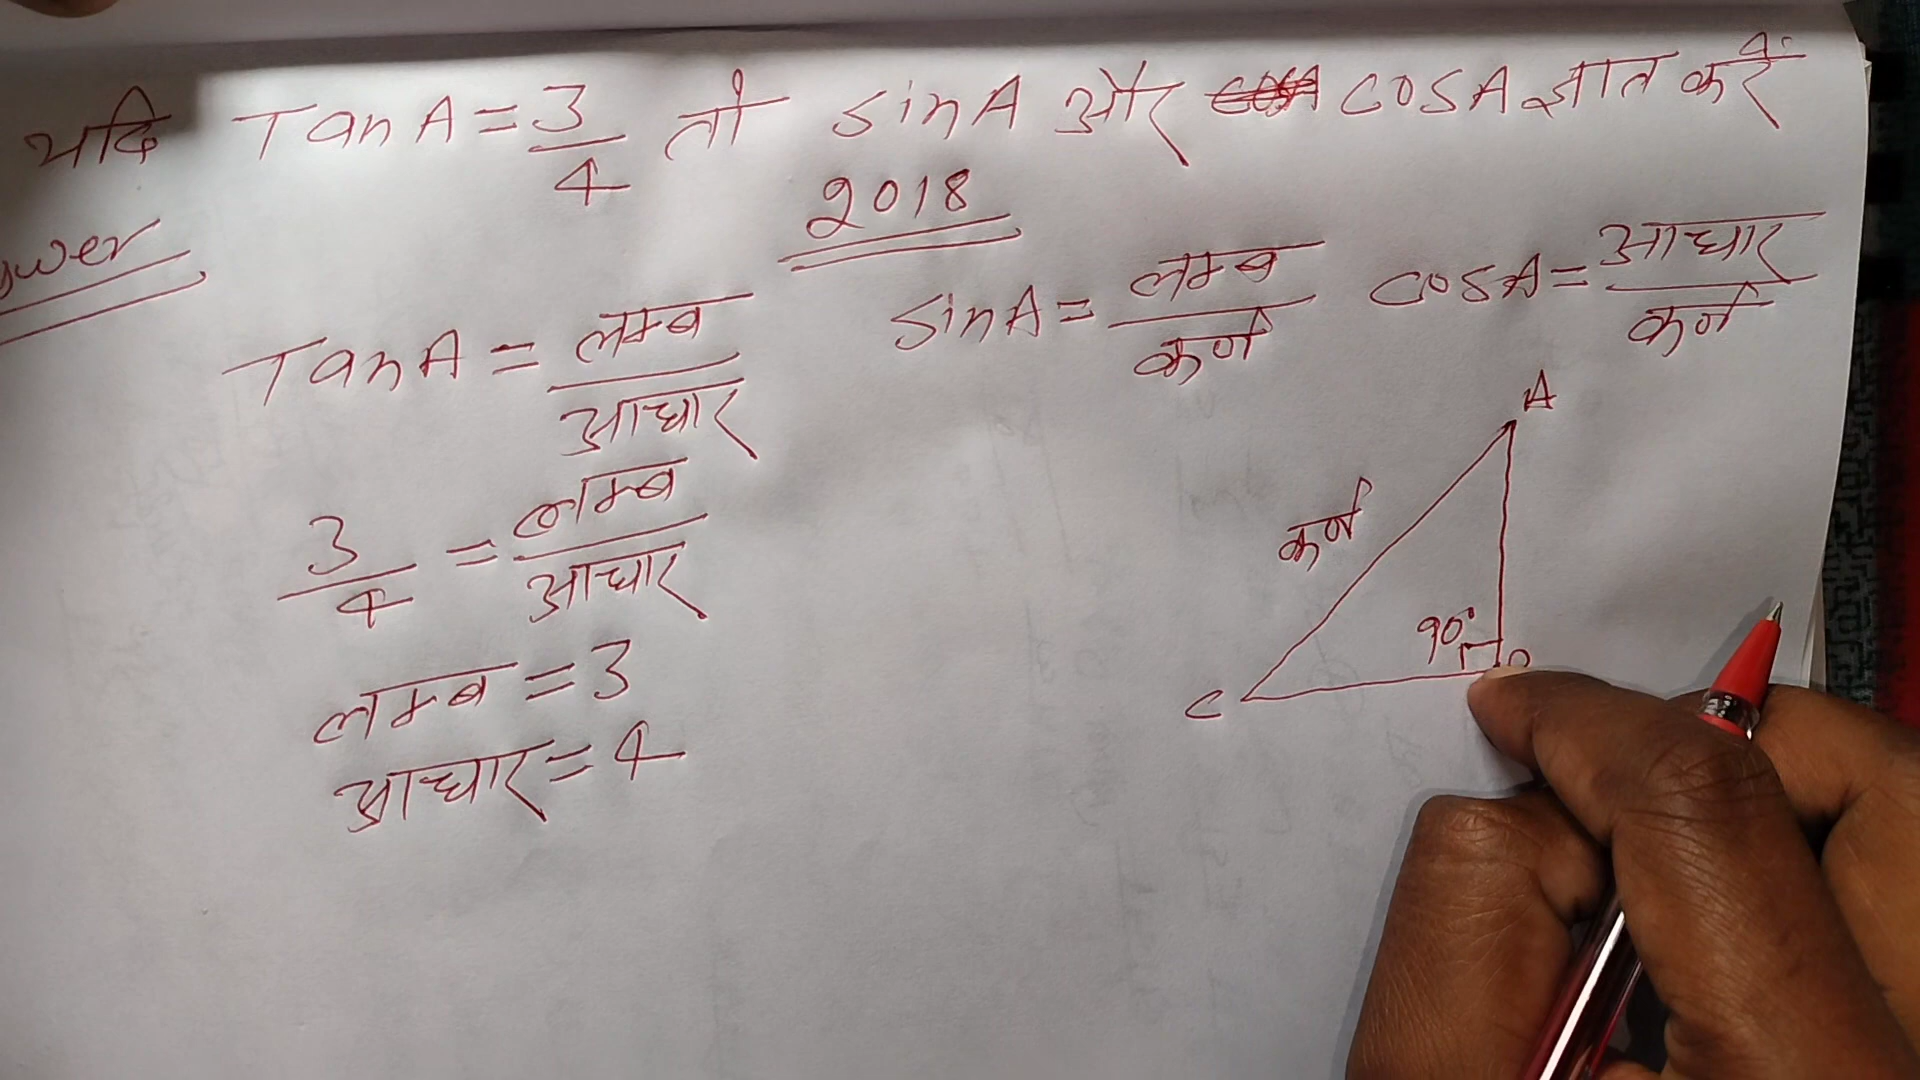 यदि TanA = 3/4 तो sinA और cosA ज्ञात करें
2018
TanA = लम्ब/आधार
sinA = लम्ब/कर्ण
cosA = आधार/कर्ण
3/4 = लम्ब/आधार
लम्ब = 3
आधार = 4
A
कर्ण
90°
C